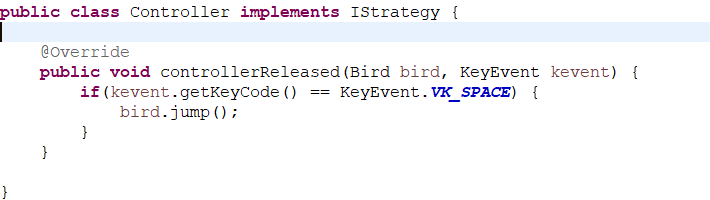 public class Controller implements IStrategy {
@Override
public void controllerReleased(Bird bird, KeyEvent kevent) {
if(kevent.getKeyCode() == KeyEvent.VK_SPACE) {
bird.jump();
}
}
}